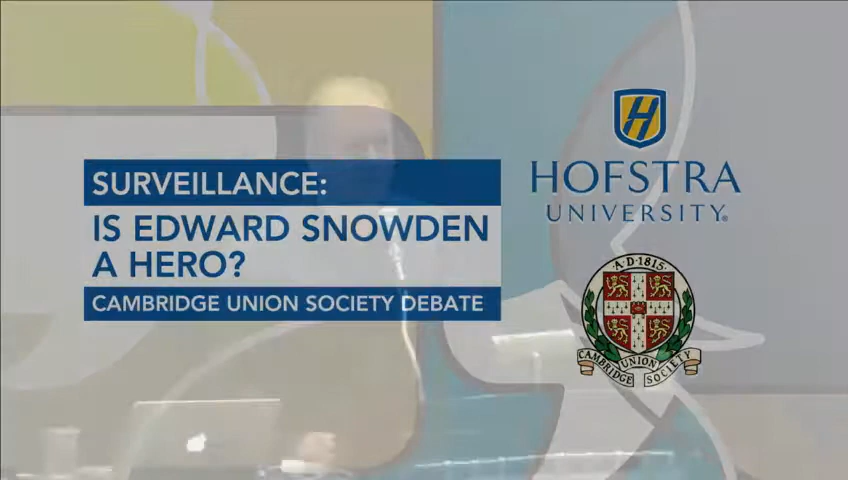 SURVEILLANCE:
IS EDWARD SNOWDEN
A HERO?
CAMBRIDGE UNION SOCIETY DEBATE
H
HOFSTRA
UNIVERSITY®
A·D·1815
CAMBRIDGE UNION SOCIETY